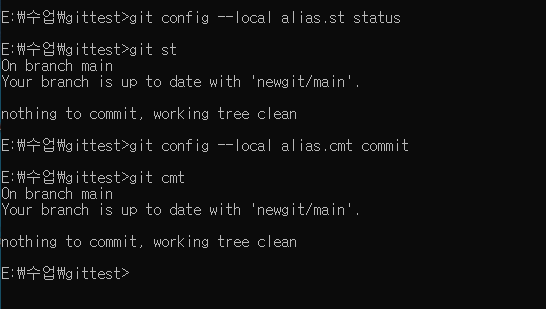 E:₩수업₩gittest>git config --local alias.st status
E:₩수업₩gittest>git st
On branch main
Your branch is up to date with 'newgit/main'.
nothing to commit, working tree clean
E:₩수업₩gittest>git config --local alias.cmt commit
E:₩수업₩gittest>git cmt
On branch main
Your branch is up to date with 'newgit/main'.
nothing to commit, working tree clean
E:₩수업₩gittest>